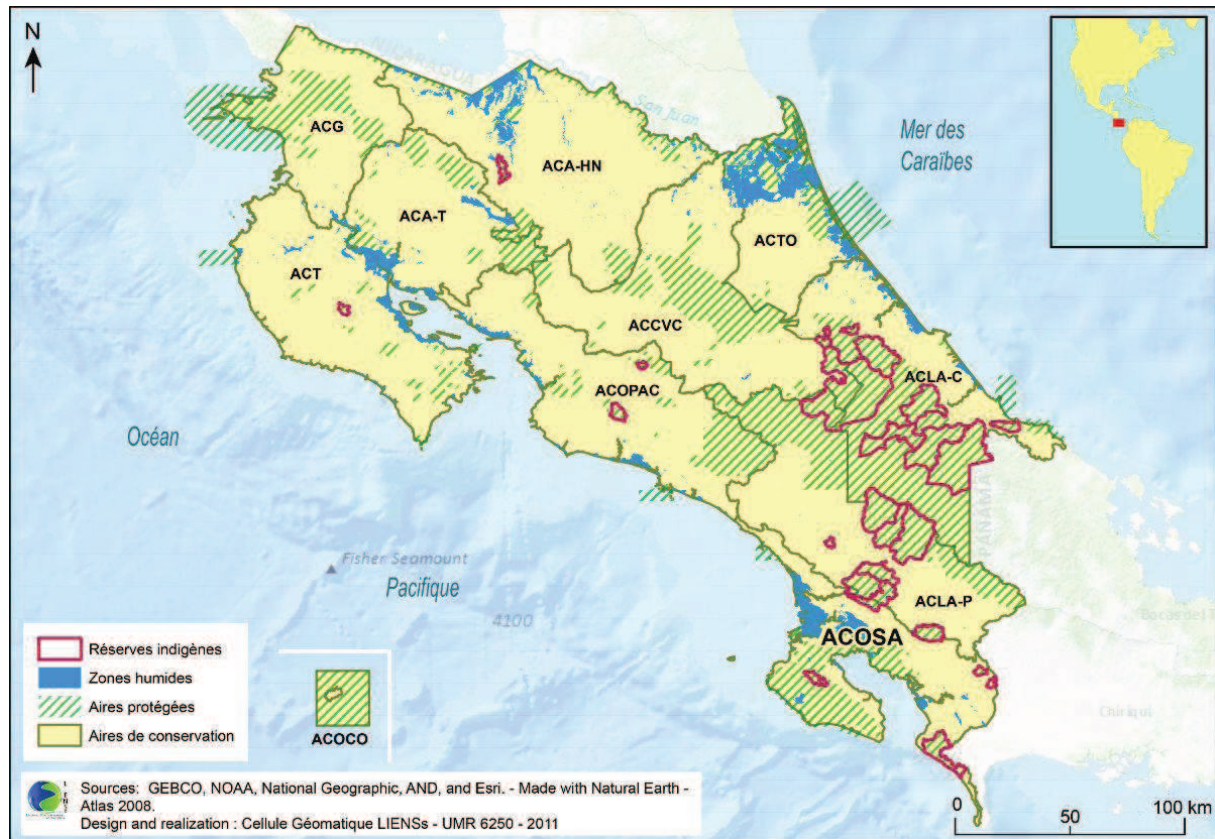 N
NICARAGUA
San Juan
Mer des
Caraïbes
ACG
ACA-HN
ACA-T
ACTO
ACT
ACCVC
ACLA-C
ACOPAC
Océan
PANAMA
Fisher Seamount
Pacifique
4100
ACLA-P
ACOSA
Chiriqui
Réserves indigènes
Zones humides
Aires protégées
Aires de conservation
ACOCO
Sources: GEBCO, NOAA, National Geographic, AND, and Esri. - Made with Natural Earth -
Atlas 2008.
Design and realization : Cellule Géomatique LIENSs - UMR 6250 - 2011
0 50 100 km